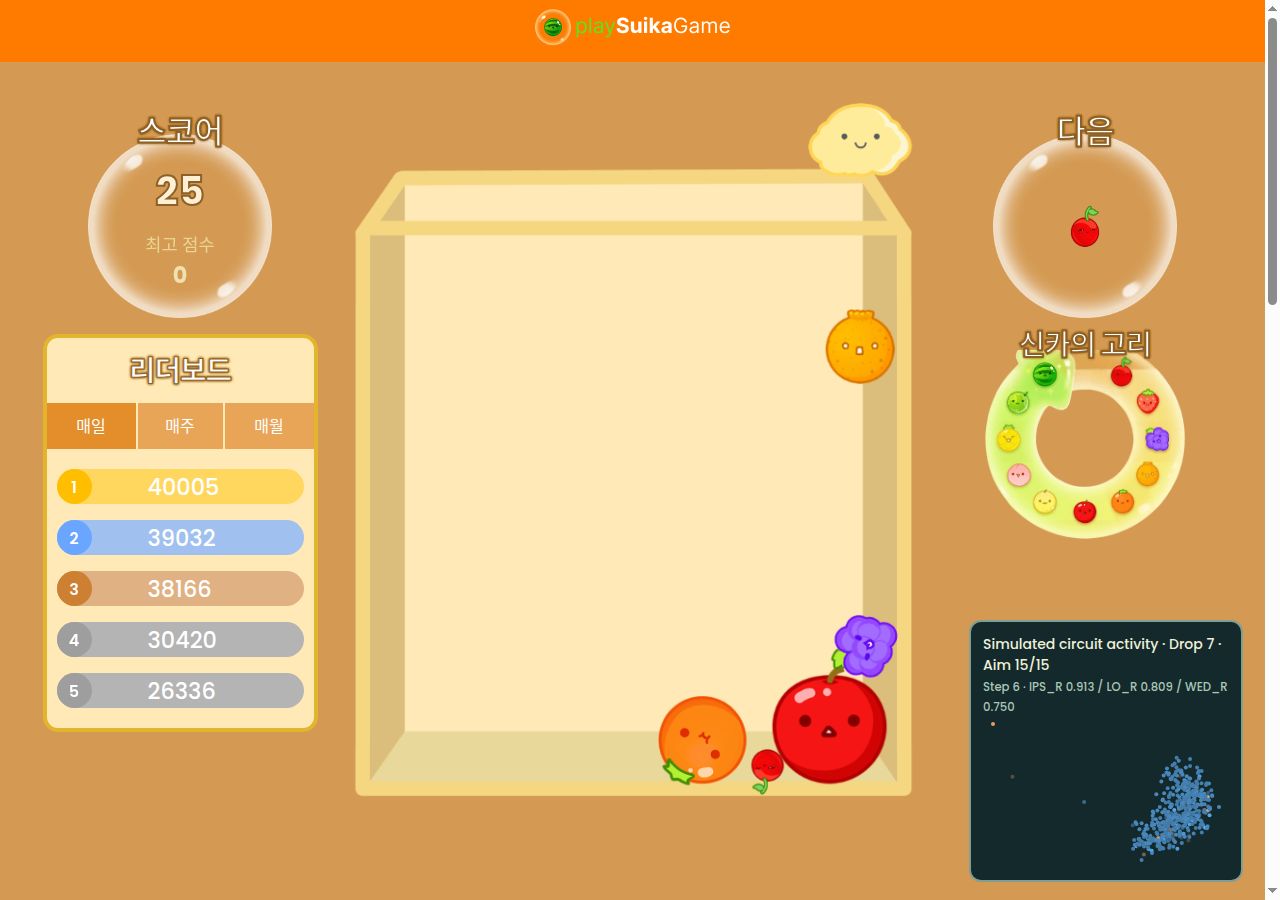 playSuikaGame
스코어
25
최고 점수
0
리더보드
매일
매주
매월
1 40005
2 39032
3 38166
4 30420
5 26336
다음
신카의 고리
Simulated circuit activity · Drop 7 ·
Aim 15/15
Step 6 · IPS_R 0.913 / LO_R 0.809 / WED_R
0.750